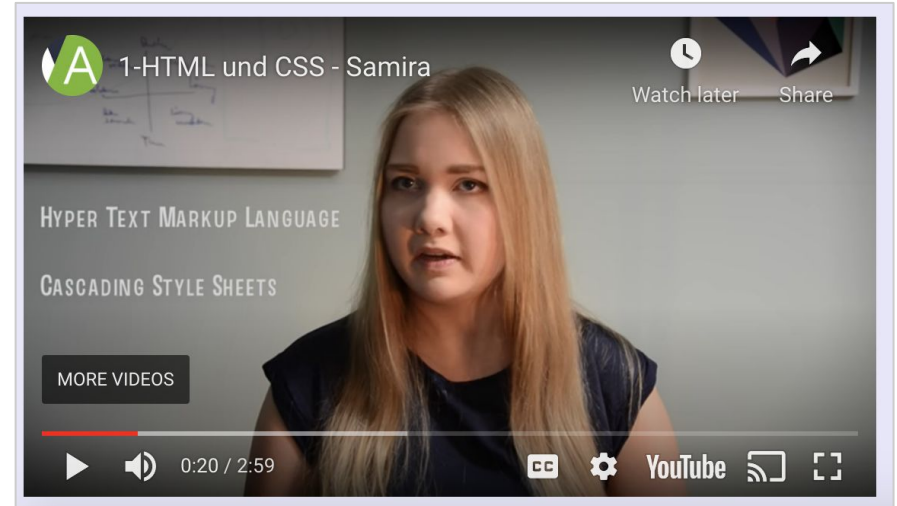 A
1-HTML und CSS - Samira
Watch later
Share
HYPER TEXT MARKUP LANGUAGE
CASCADING STYLE SHEETS
MORE VIDEOS
0:20 / 2:59
CC
YouTube